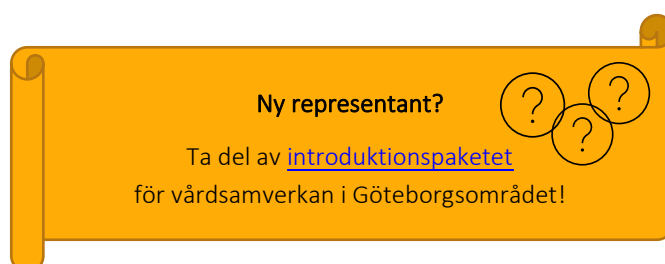 Ny representant?
Ta del av introduktionspaketet
för vårdsamverkan i Göteborgsområdet!
? ? ?